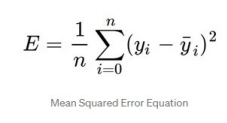 E = \frac{1}{n} \sum_{i=0}^{n} (y_i - \bar{y}_i)^2
Mean Squared Error Equation